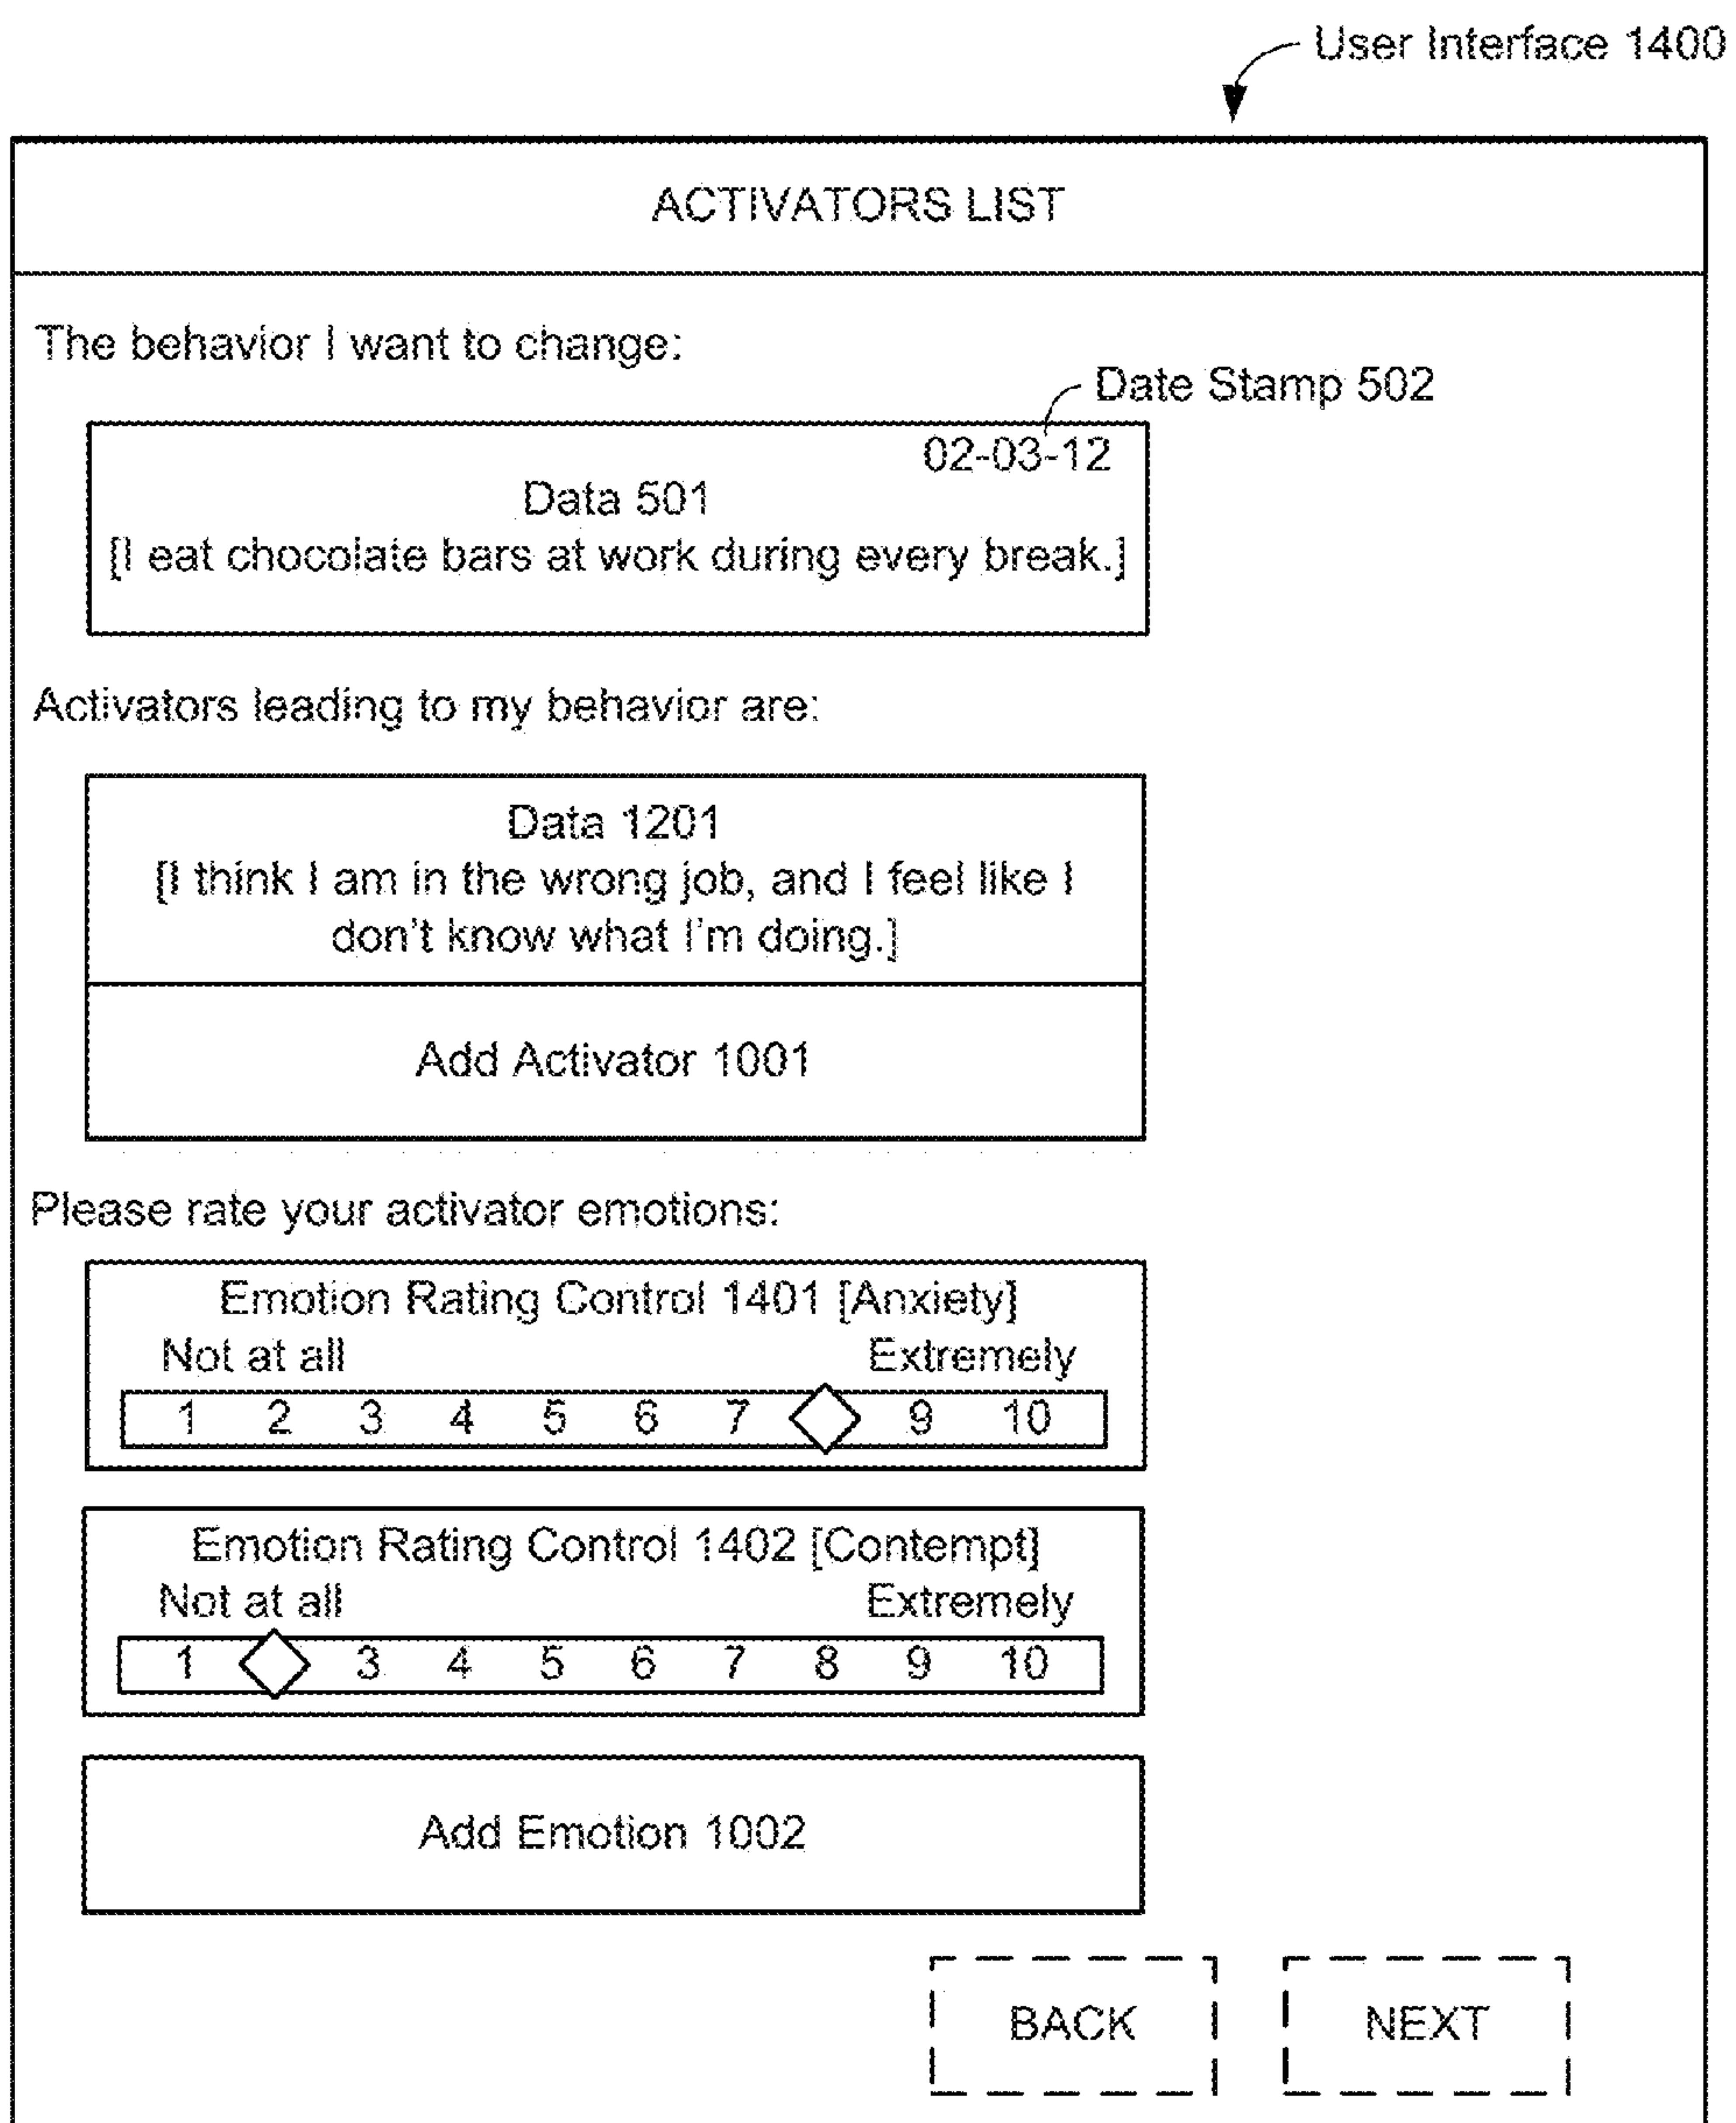 User Interface 1400
ACTIVATORS LIST
The behavior I want to change:
Date Stamp 502
02-03-12
Data 501
[I eat chocolate bars at work during every break.]
Activators leading to my behavior are:
Data 1201
[I think I am in the wrong job, and I feel like I
don't know what I'm doing.]
Add Activator 1001
Please rate your activator emotions:
Emotion Rating Control 1401 [Anxiety]
Not at all Extremely
1 2 3 4 5 6 7 9 10
Emotion Rating Control 1402 [Contempt]
Not at all Extremely
1 3 4 5 6 7 8 9 10
Add Emotion 1002
BACK NEXT